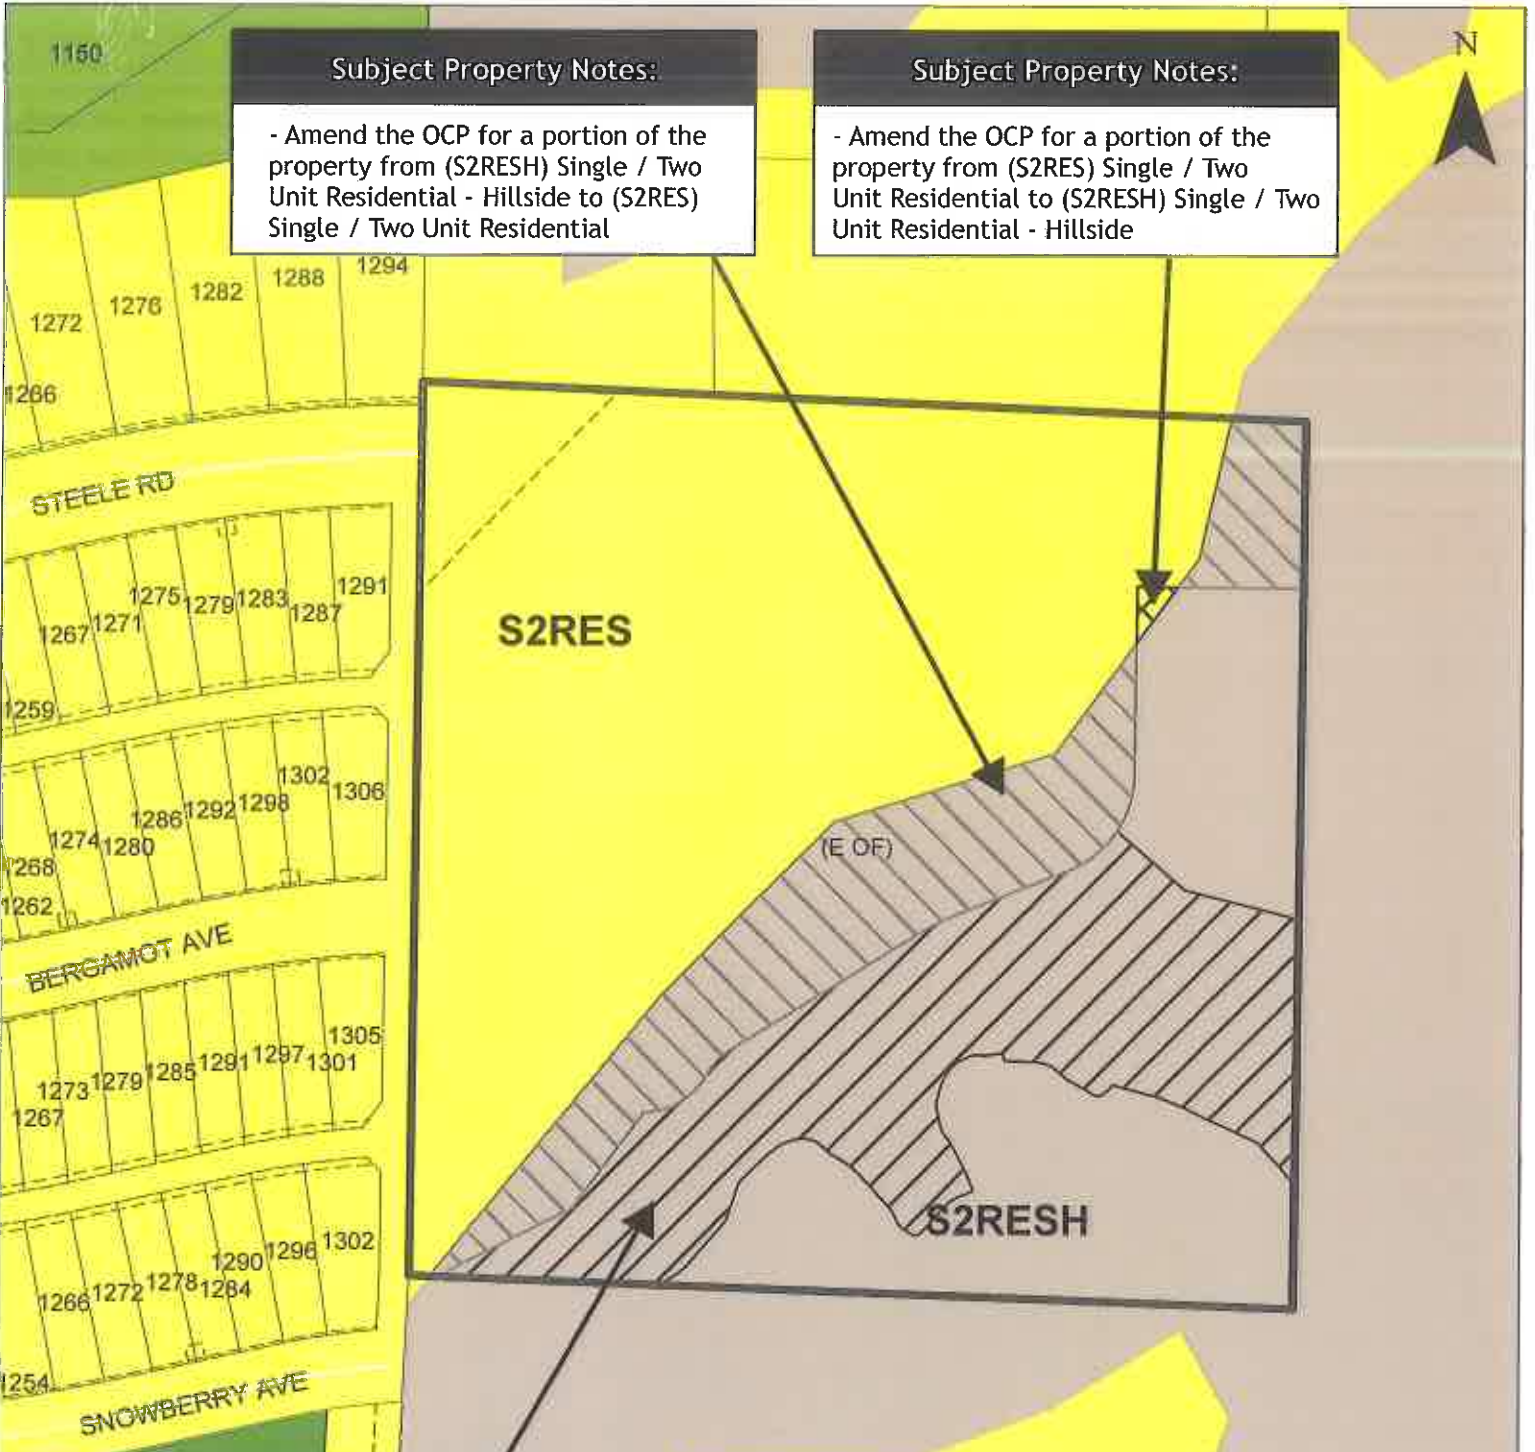 1160
Subject Property Notes:
- Amend the OCP for a portion of the
property from (S2RESH) Single / Two
Unit Residential - Hillside to (S2RES)
Single / Two Unit Residential
Subject Property Notes:
- Amend the OCP for a portion of the
property from (S2RES) Single / Two
Unit Residential to (S2RESH) Single / Two
Unit Residential - Hillside
N
1266
1272
1276
1282
1288
1294
STEELE RD
1259
1267
1271
1275
1279
1283
1287
1291
S2RES
1262
1268
1274
1280
1286
1292
1298
1302
1306
(E OF)
BERGAMOT AVE
1267
1273
1279
1285
1291
1297
1301
1305
S2RESH
1254
1266
1272
1278
1284
1290
1296
1302
SNOWBERRY AVE